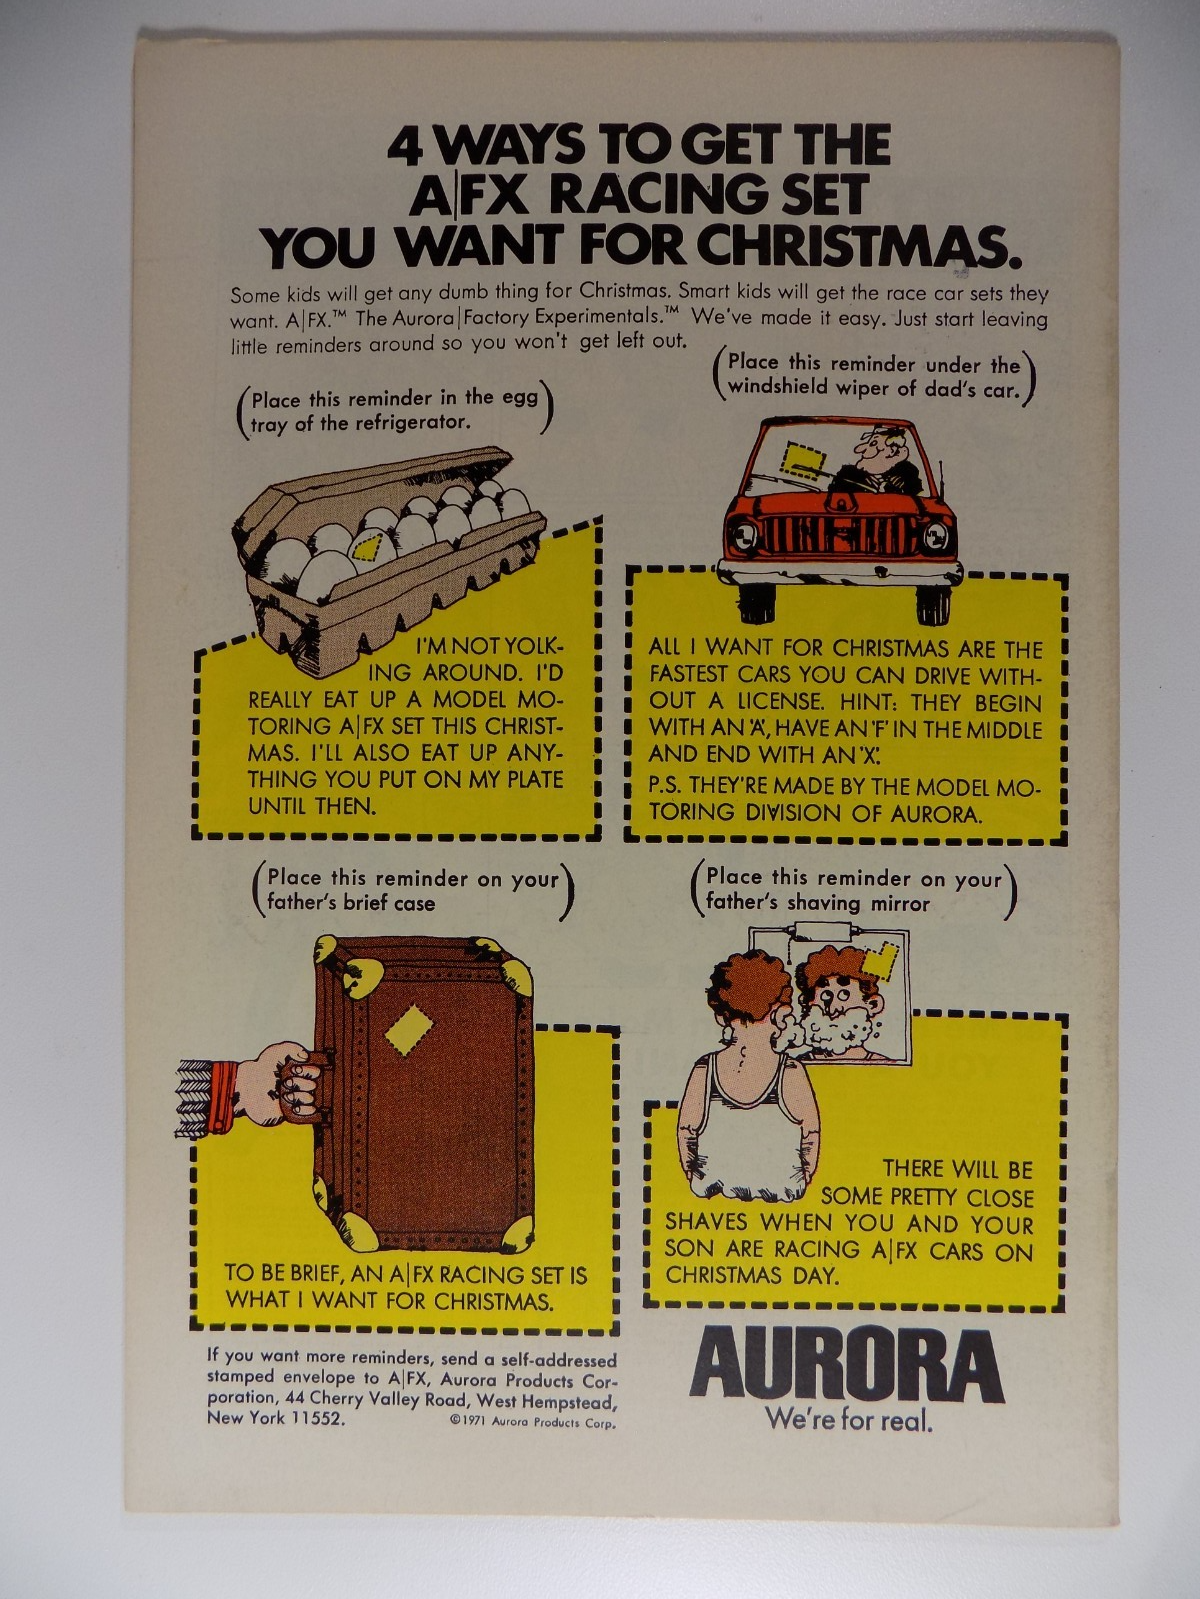 4 WAYS TO GET THE
A|FX RACING SET
YOU WANT FOR CHRISTMAS.
Some kids will get any dumb thing for Christmas. Smart kids will get the race car sets they
want. A|FX.™ The Aurora|Factory Experimentals.™ We've made it easy. Just start leaving
little reminders around so you won't get left out.
(Place this reminder in the egg
tray of the refrigerator.)
I'M NOT YOLK-
ING AROUND. I'D
REALLY EAT UP A MODEL MO-
TORING A|FX SET THIS CHRIST-
MAS. I'LL ALSO EAT UP ANY-
THING YOU PUT ON MY PLATE
UNTIL THEN.
(Place this reminder under the
windshield wiper of dad's car.)
ALL I WANT FOR CHRISTMAS ARE THE
FASTEST CARS YOU CAN DRIVE WITH-
OUT A LICENSE. HINT: THEY BEGIN
WITH AN 'A', HAVE AN 'F' IN THE MIDDLE
AND END WITH AN 'X'.
P.S. THEY'RE MADE BY THE MODEL MO-
TORING DIVISION OF AURORA.
(Place this reminder on your
father's brief case)
TO BE BRIEF, AN A|FX RACING SET IS
WHAT I WANT FOR CHRISTMAS.
(Place this reminder on your
father's shaving mirror)
THERE WILL BE
SOME PRETTY CLOSE
SHAVES WHEN YOU AND YOUR
SON ARE RACING A|FX CARS ON
CHRISTMAS DAY.
If you want more reminders, send a self-addressed
stamped envelope to A|FX, Aurora Products Cor-
poration, 44 Cherry Valley Road, West Hempstead,
New York 11552. ©1971 Aurora Products Corp.
AURORA
We're for real.